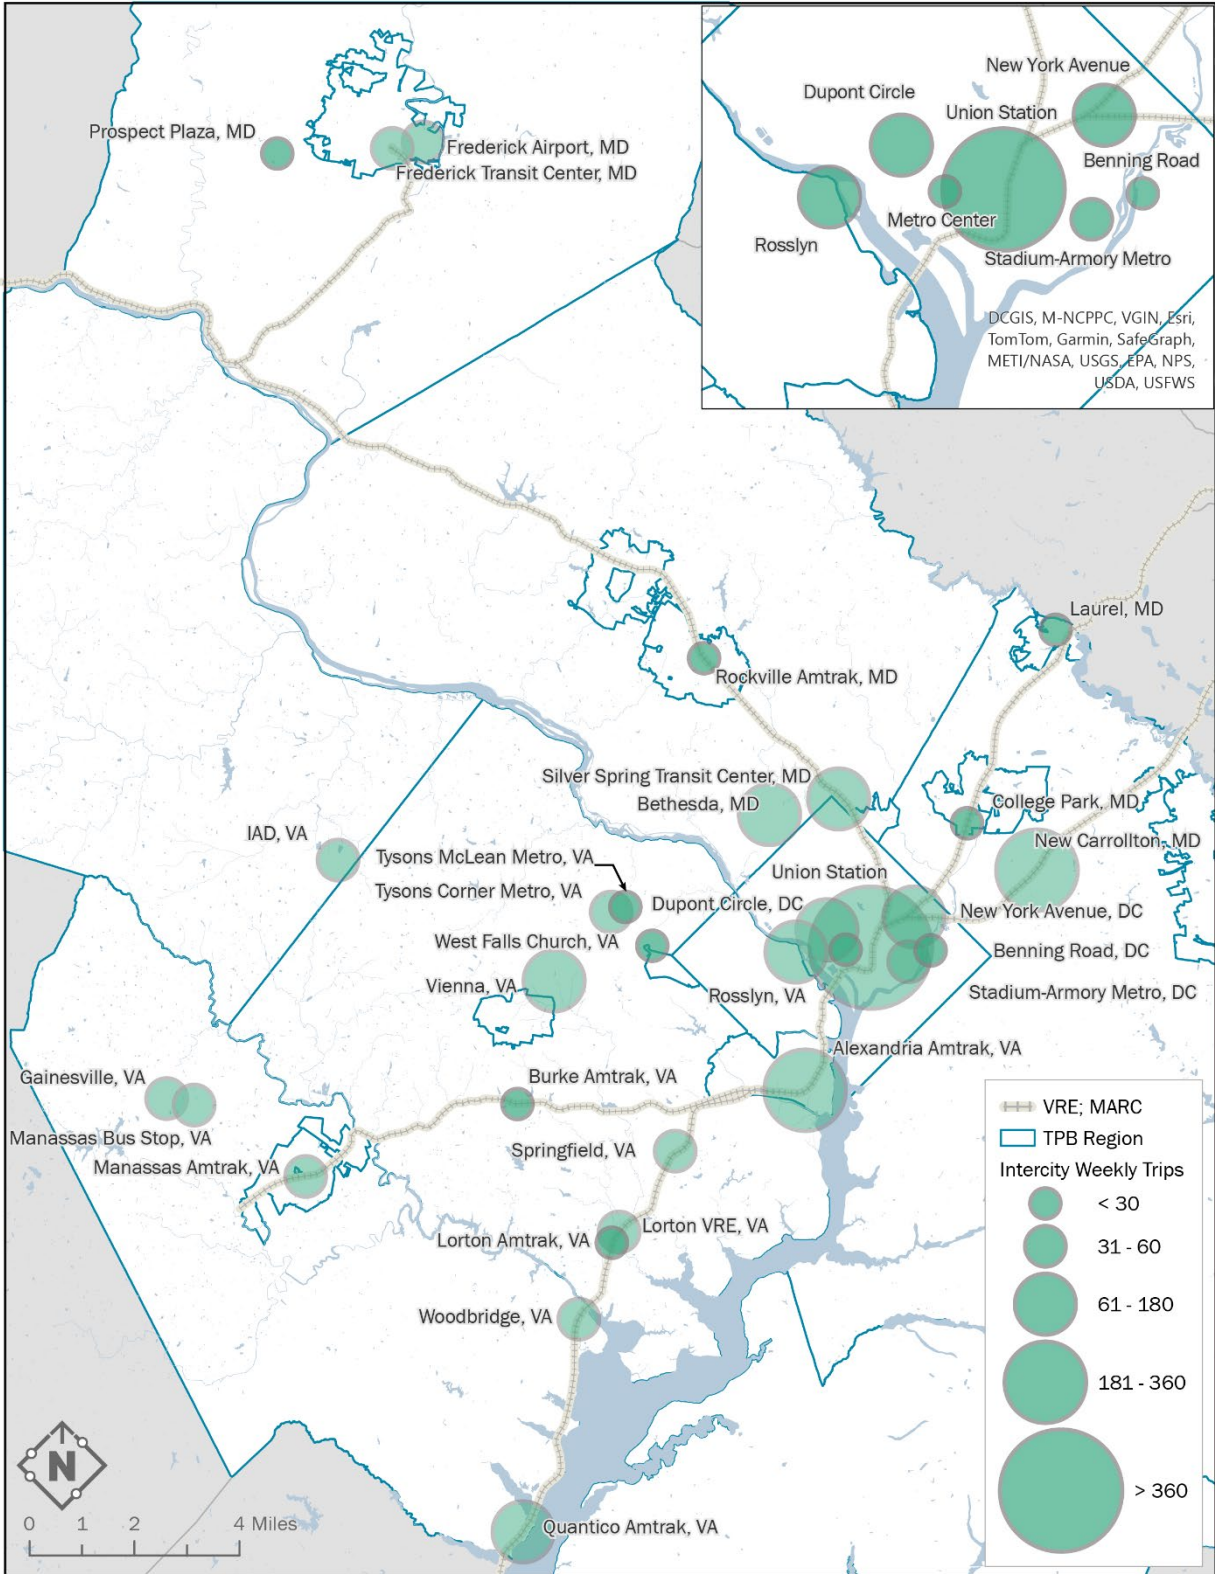 New York Avenue
Dupont Circle
Union Station
Benning Road
Metro Center
Rosslyn
Stadium-Armory Metro
DCGIS, M-NCPPC, VGIN, Esri,
TomTom, Garmin, SafeGraph,
METI/NASA, USGS, EPA, NPS,
USDA, USFWS
Prospect Plaza, MD
Frederick Airport, MD
Frederick Transit Center, MD
Laurel, MD
Rockville Amtrak, MD
Silver Spring Transit Center, MD
Bethesda, MD
College Park, MD
IAD, VA
New Carrollton, MD
Tysons McLean Metro, VA
Union Station
Tysons Corner Metro, VA
Dupont Circle, DC
New York Avenue, DC
West Falls Church, VA
Benning Road, DC
Vienna, VA
Rosslyn, VA
Stadium-Armory Metro, DC
Alexandria Amtrak, VA
Gainesville, VA
Burke Amtrak, VA
Manassas Bus Stop, VA
Springfield, VA
Manassas Amtrak, VA
Lorton VRE, VA
Lorton Amtrak, VA
Woodbridge, VA
Quantico Amtrak, VA
VRE; MARC
TPB Region
Intercity Weekly Trips
< 30
31 - 60
61 - 180
181 - 360
> 360
N
0 1 2 4 Miles